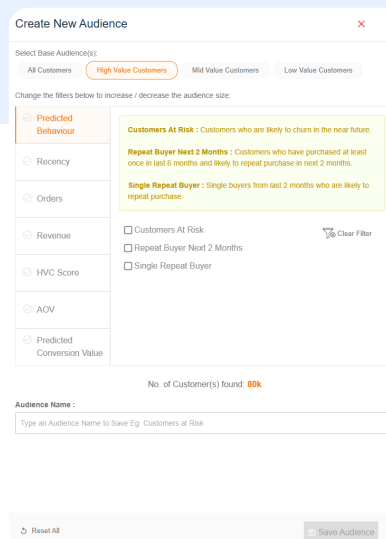 Create New Audience
Select Base Audience(s):
All Customers
High Value Customers
Mid Value Customers
Low Value Customers
Change the filters below to increase / decrease the audience size:
Predicted
Behaviour
Customers At Risk : Customers who are likely to churn in the near future.
Repeat Buyer Next 2 Months : Customers who have purchased at least
once in last 6 months and likely to repeat purchase in next 2 months.
Single Repeat Buyer : Single buyers from last 2 months who are likely to
repeat purchase.
Recency
Orders
Revenue
HVC Score
AOV
Predicted
Conversion Value
Customers At Risk
Clear Filter
Repeat Buyer Next 2 Months
Single Repeat Buyer
No. of Customer(s) found: 80k
Audience Name :
Type an Audience Name to Save Eg. Customers at Risk
Reset All
Save Audience